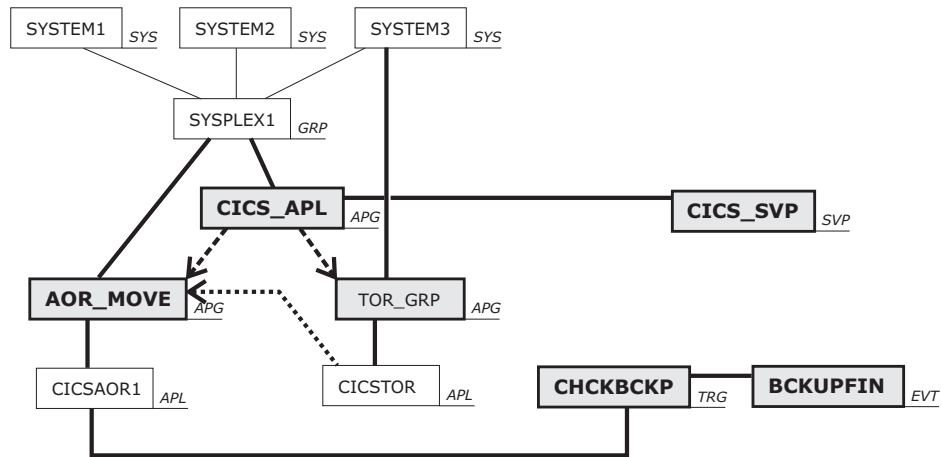 SYSTEM1 SYS
SYSTEM2 SYS
SYSTEM3 SYS
SYSPLEX1 GRP
CICS_APL APG
CICS_SVP SVP
AOR_MOVE APG
TOR_GRP APG
CICSAOR1 APL
CICSTOR APL
CHCKBCKP TRG
BCKUPFIN EVT